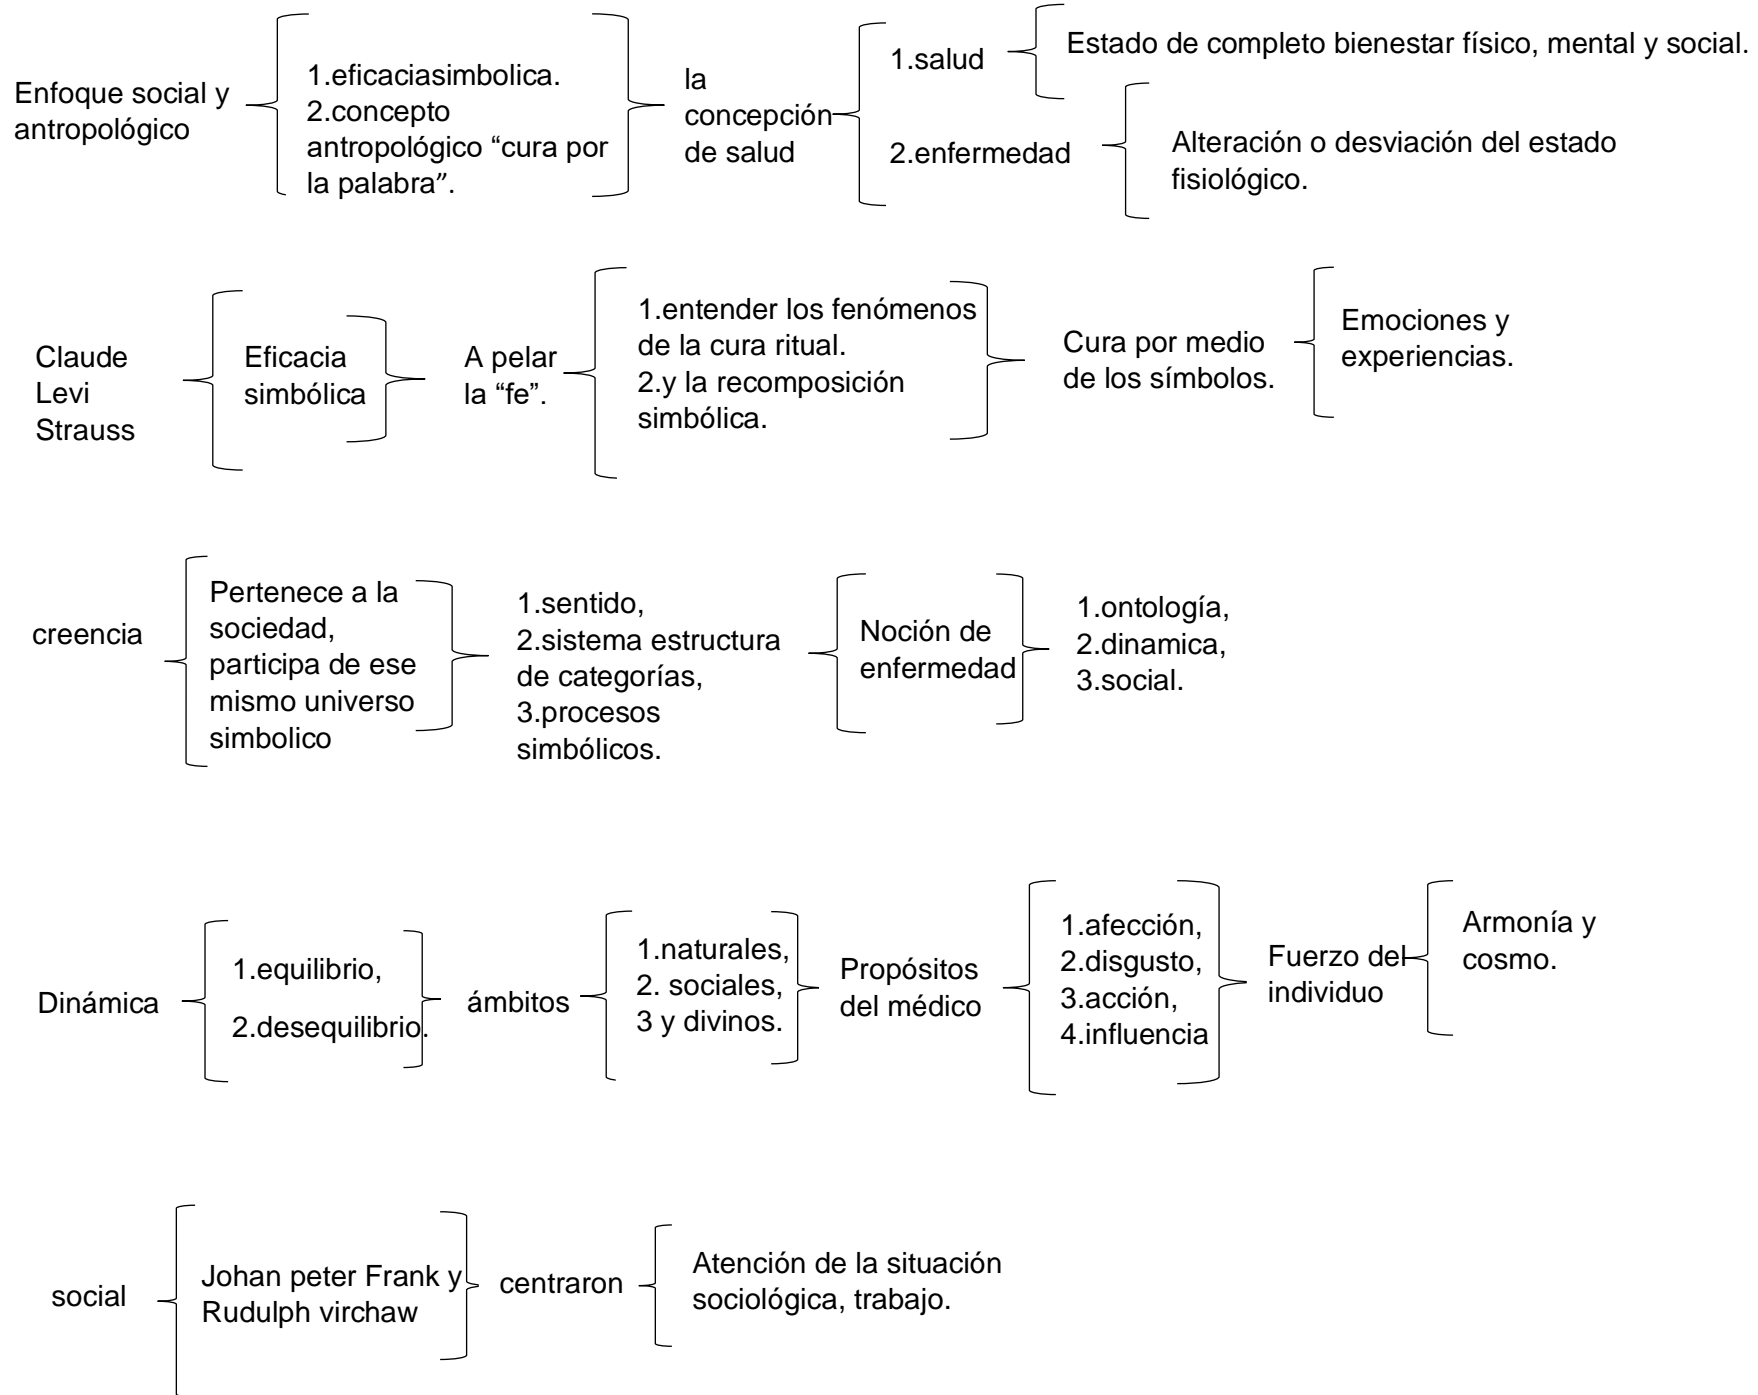 Enfoque social y
antropológico
1.eficaciasimbolica.
2.concepto
antropológico “cura por
la palabra”.
la
concepción
de salud
1.salud
Estado de completo bienestar físico, mental y social.
2.enfermedad
Alteración o desviación del estado
fisiológico.
Claude
Levi
Strauss
Eficacia
simbólica
A pelar
la “fe”.
1.entender los fenómenos
de la cura ritual.
2.y la recomposición
simbólica.
Cura por medio
de los símbolos.
Emociones y
experiencias.
creencia
Pertenece a la
sociedad,
participa de ese
mismo universo
simbolico
1.sentido,
2.sistema estructura
de categorías,
3.procesos
simbólicos.
Noción de
enfermedad
1.ontología,
2.dinamica,
3.social.
Dinámica
1.equilibrio,
2.desequilibrio.
ámbitos
1.naturales,
2. sociales,
3 y divinos.
Propósitos
del médico
1.afección,
2.disgusto,
3.acción,
4.influencia
Fuerzo del
individuo
Armonía y
cosmo.
social
Johan peter Frank y
Rudulph virchaw
centraron
Atención de la situación
sociológica, trabajo.